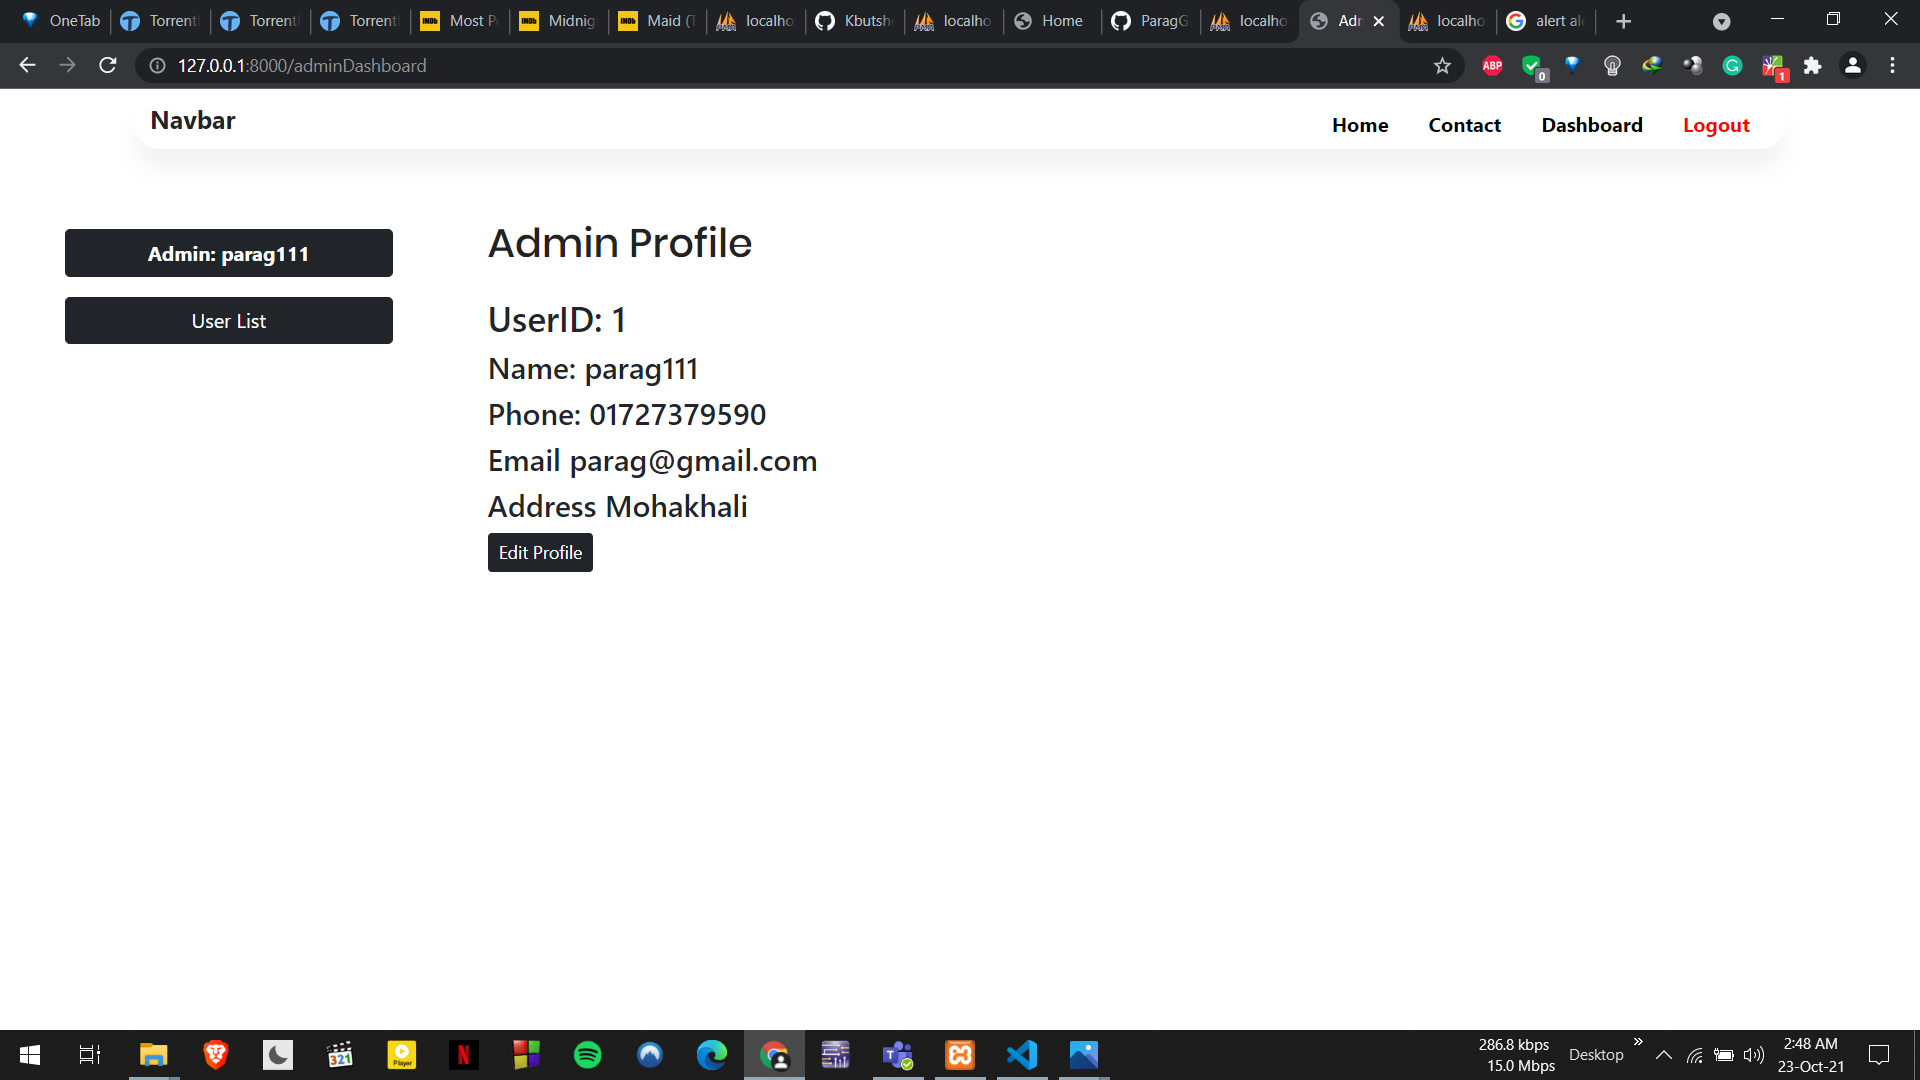 OneTab
Torrent
Torrent
Torrent
Most P
Midnig
Maid (T
localho
Kbutsh
localho
Home
ParagG
localho
Adr
localho
alert ale
127.0.0.1:8000/adminDashboard
ABP
0
1
Navbar
Home
Contact
Dashboard
Logout
Admin: parag111
User List
Admin Profile
UserID: 1
Name: parag111
Phone: 01727379590
Email parag@gmail.com
Address Mohakhali
Edit Profile
286.8 kbps
15.0 Mbps
Desktop
2:48 AM
23-Oct-21